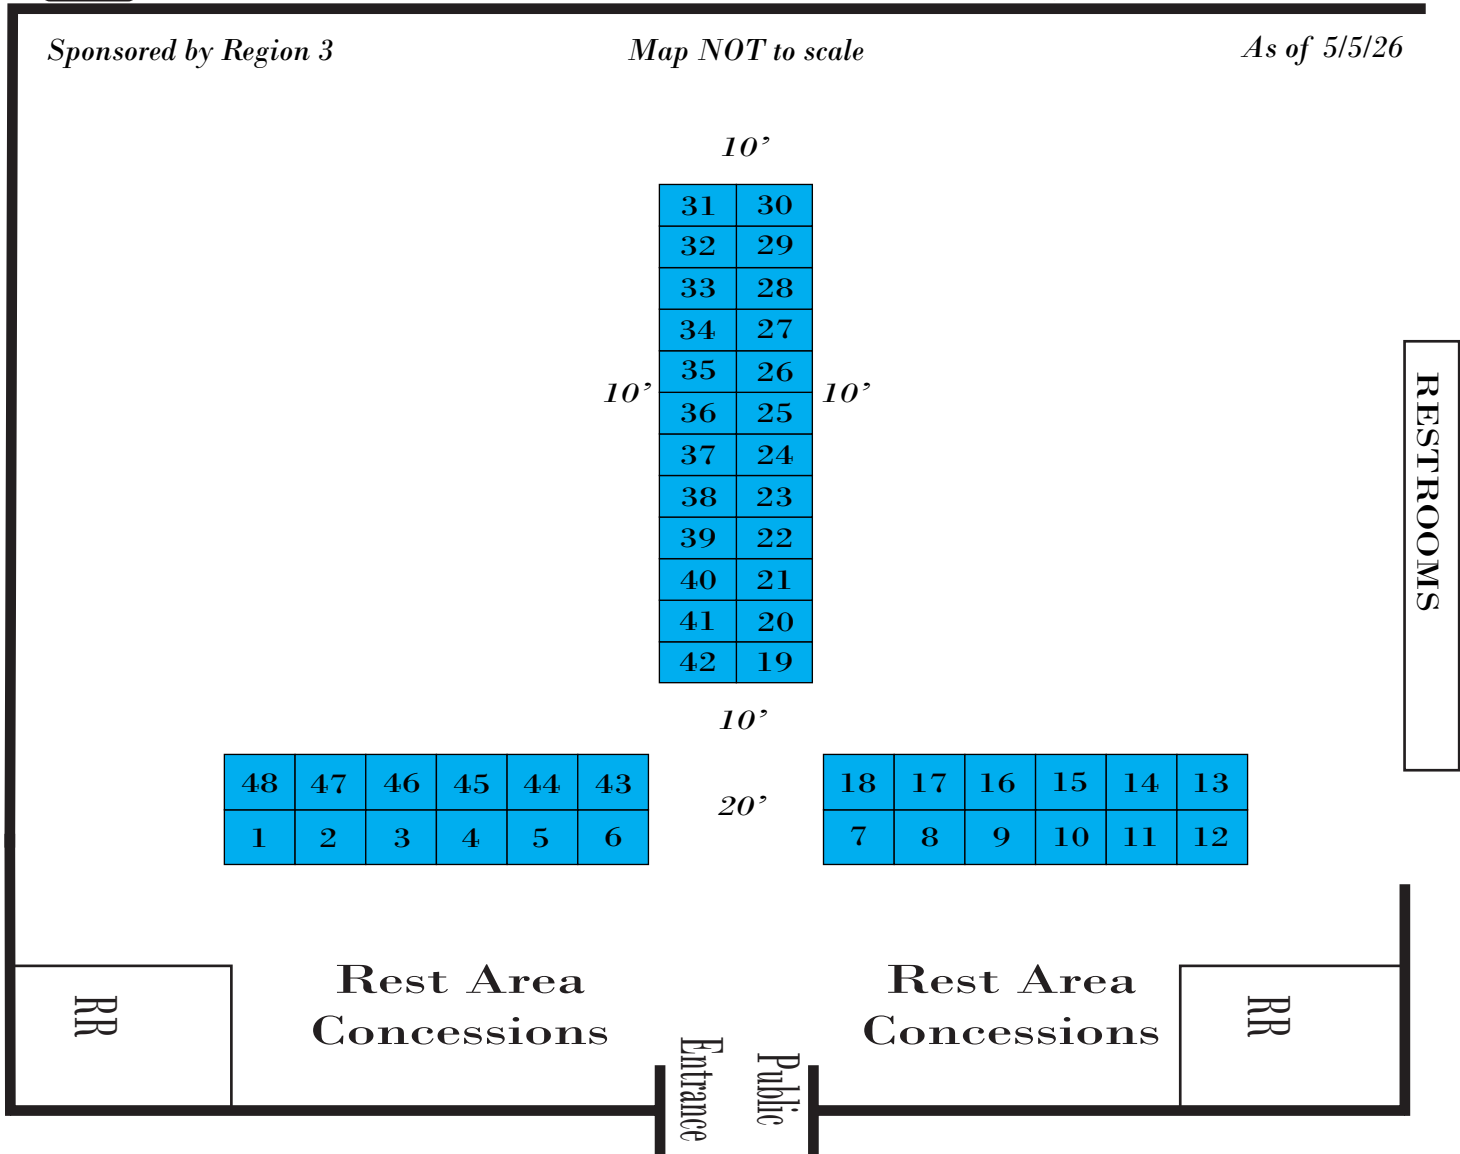 Sponsored by Region 3
Map NOT to scale
As of 5/5/26
10’
31 30
32 29
33 28
34 27
35 26
10’ 10’
36 25
37 24
38 23
39 22
40 21
41 20
42 19
RESTROOMS
10’
48 47 46 45 44 43
20’
18 17 16 15 14 13
1 2 3 4 5 6
7 8 9 10 11 12
Rest Area
Concessions
Rest Area
Concessions
RR
RR
Public
Entrance